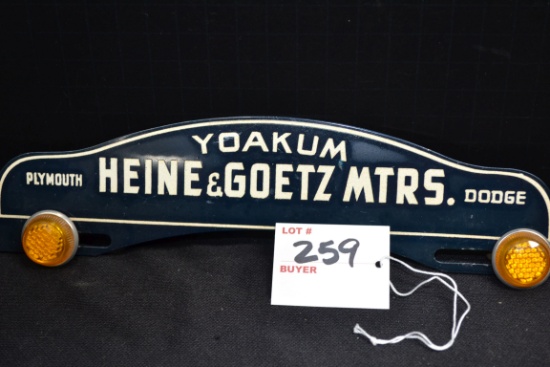 YOAKUM
PLYMOUTH HEINE & GOETZ MTRS. DODGE
LOT # 259
BUYER